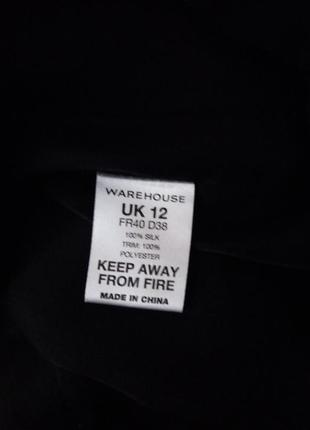 WAREHOUSE
UK 12
FR40 D38
100% SILK
TRIM: 100%
POLYESTER
KEEP AWAY
FROM FIRE
MADE IN CHINA